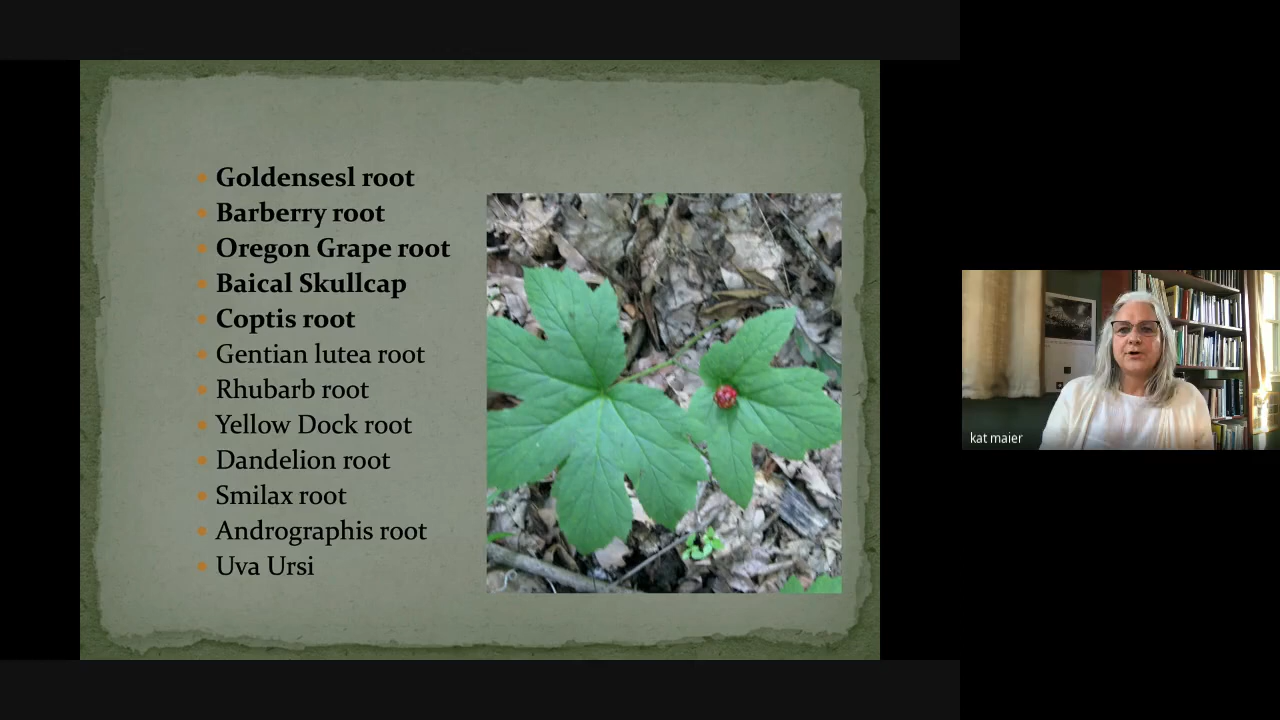 Goldensesl root
Barberry root
Oregon Grape root
Baical Skullcap
Coptis root
Gentian lutea root
Rhubarb root
Yellow Dock root
Dandelion root
Smilax root
Andrographis root
Uva Ursi
kat maier